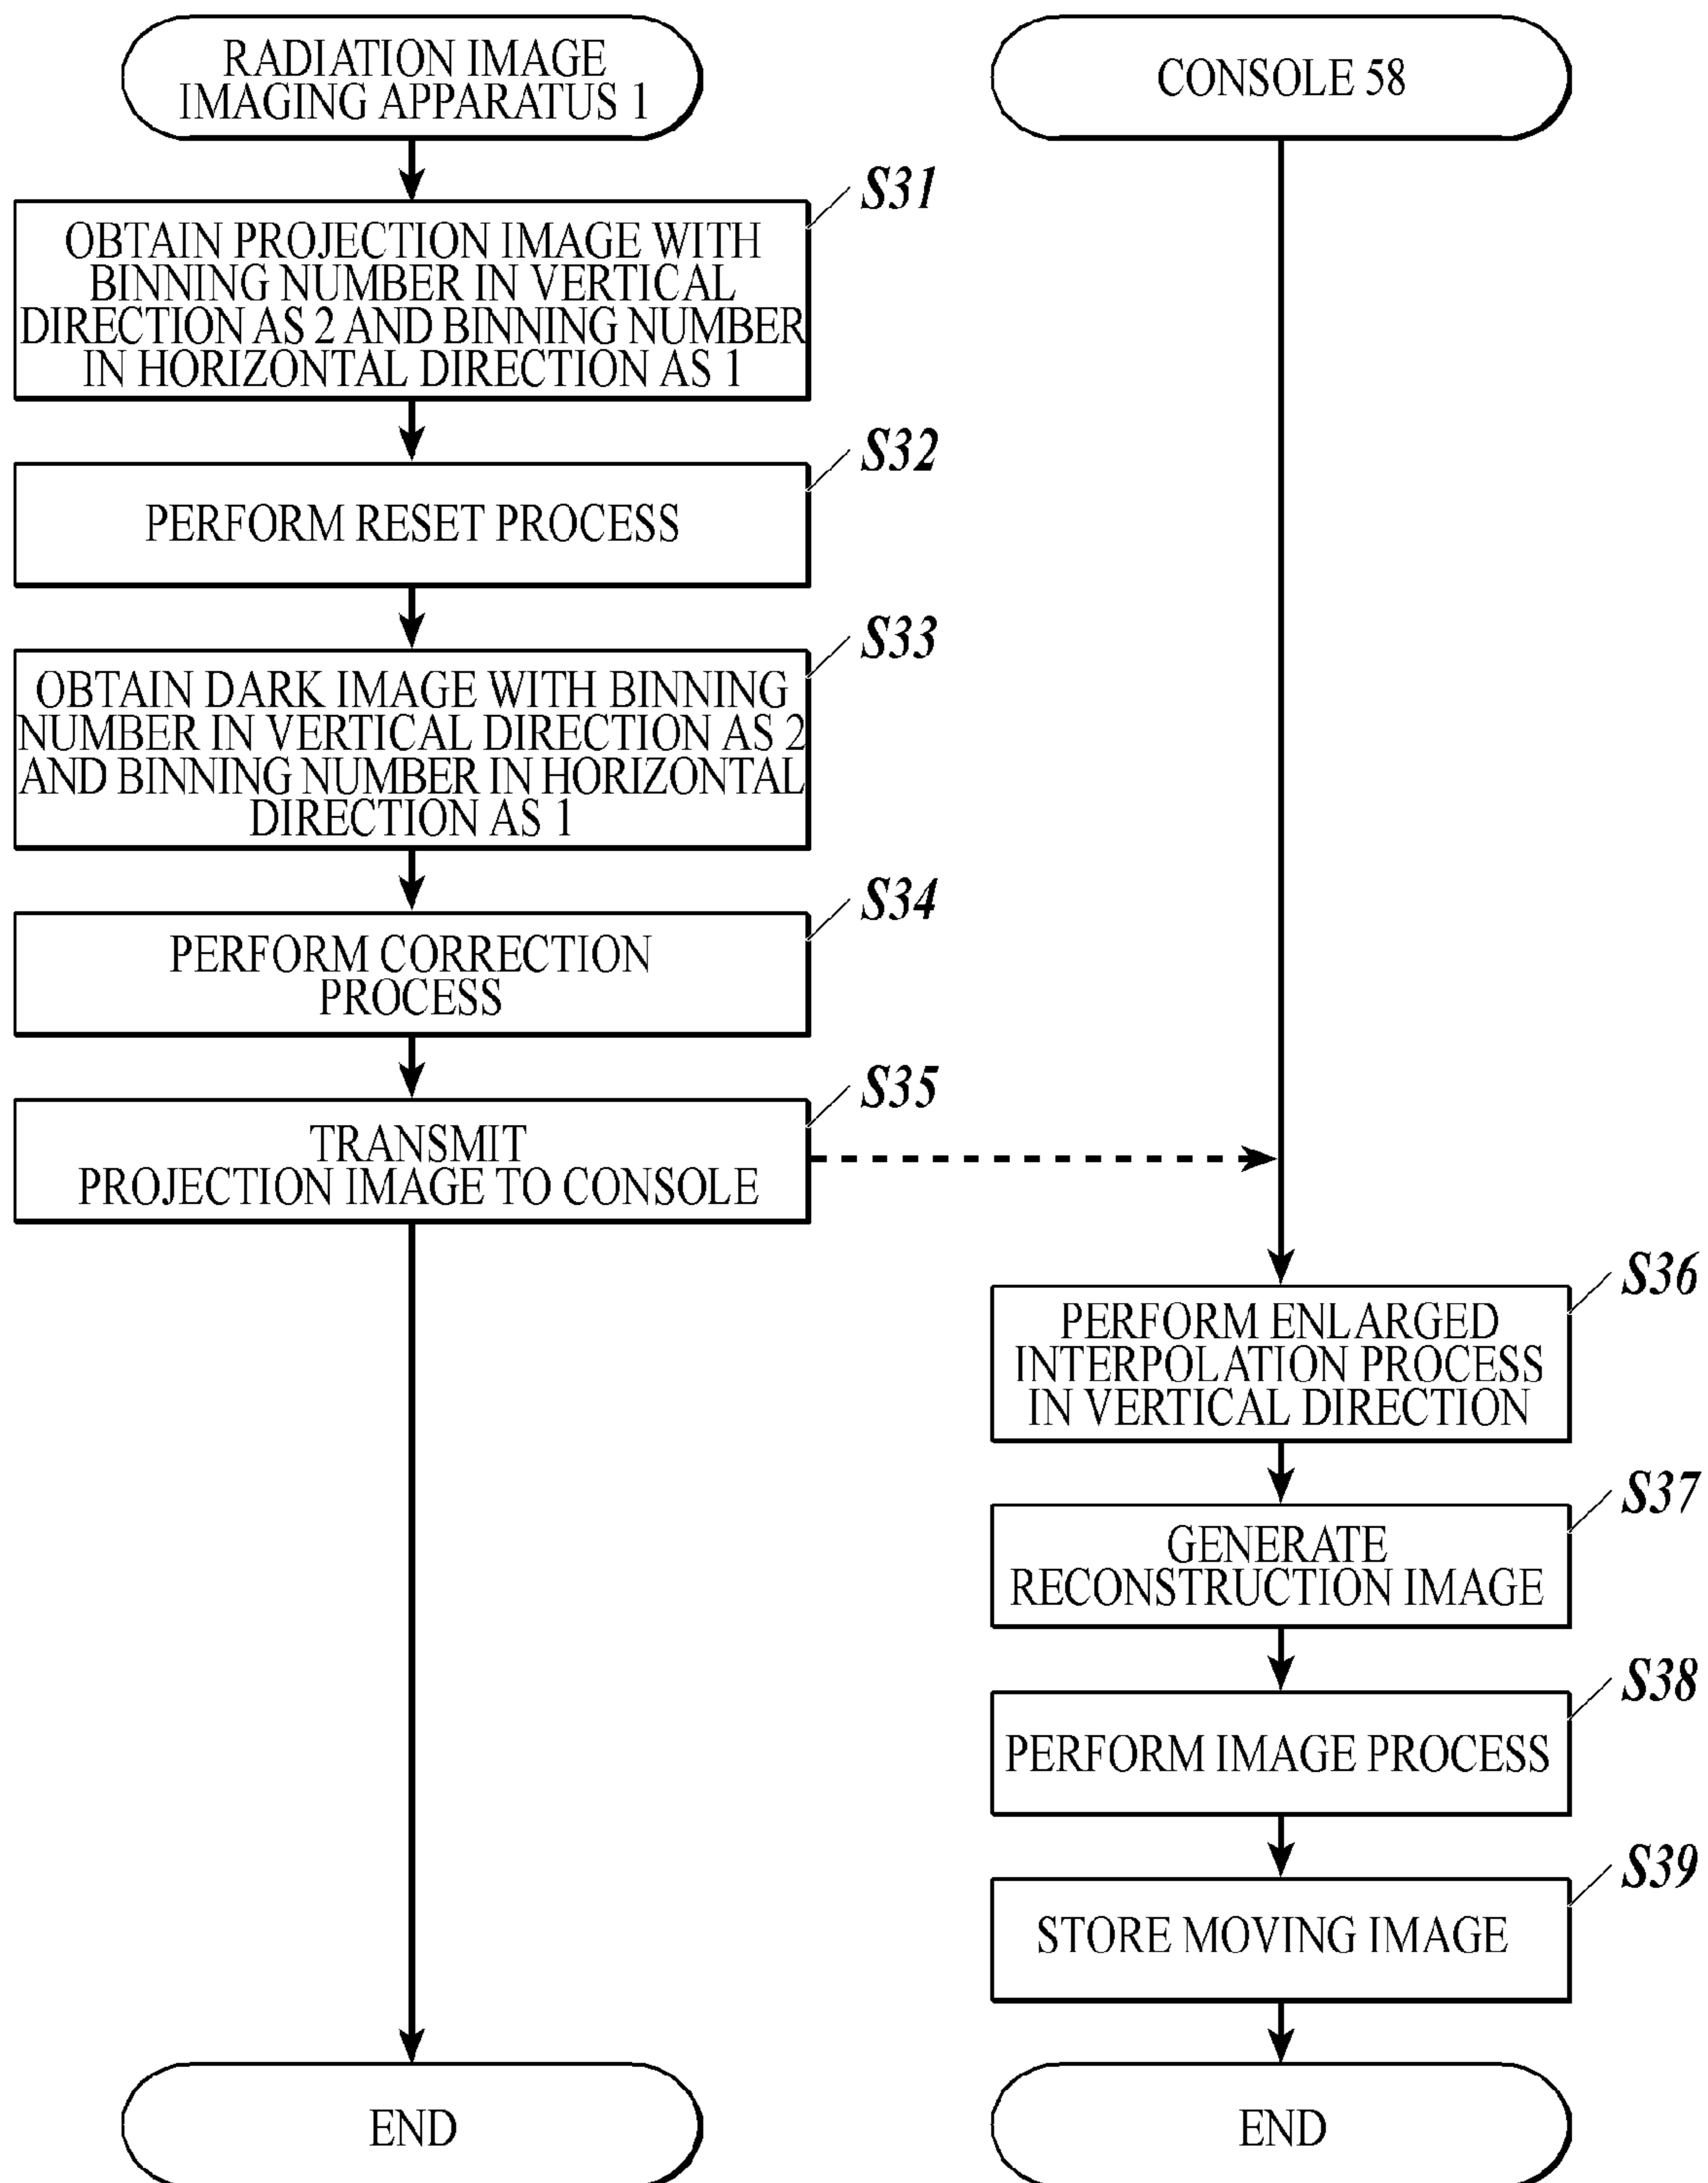 RADIATION IMAGE
IMAGING APPARATUS 1
S31
OBTAIN PROJECTION IMAGE WITH
BINNING NUMBER IN VERTICAL
DIRECTION AS 2 AND BINNING NUMBER
IN HORIZONTAL DIRECTION AS 1
S32
PERFORM RESET PROCESS
S33
OBTAIN DARK IMAGE WITH BINNING
NUMBER IN VERTICAL DIRECTION AS 2
AND BINNING NUMBER IN HORIZONTAL
DIRECTION AS 1
S34
PERFORM CORRECTION
PROCESS
S35
TRANSMIT
PROJECTION IMAGE TO CONSOLE
END
CONSOLE 58
S36
PERFORM ENLARGED
INTERPOLATION PROCESS
IN VERTICAL DIRECTION
S37
GENERATE
RECONSTRUCTION IMAGE
S38
PERFORM IMAGE PROCESS
S39
STORE MOVING IMAGE
END